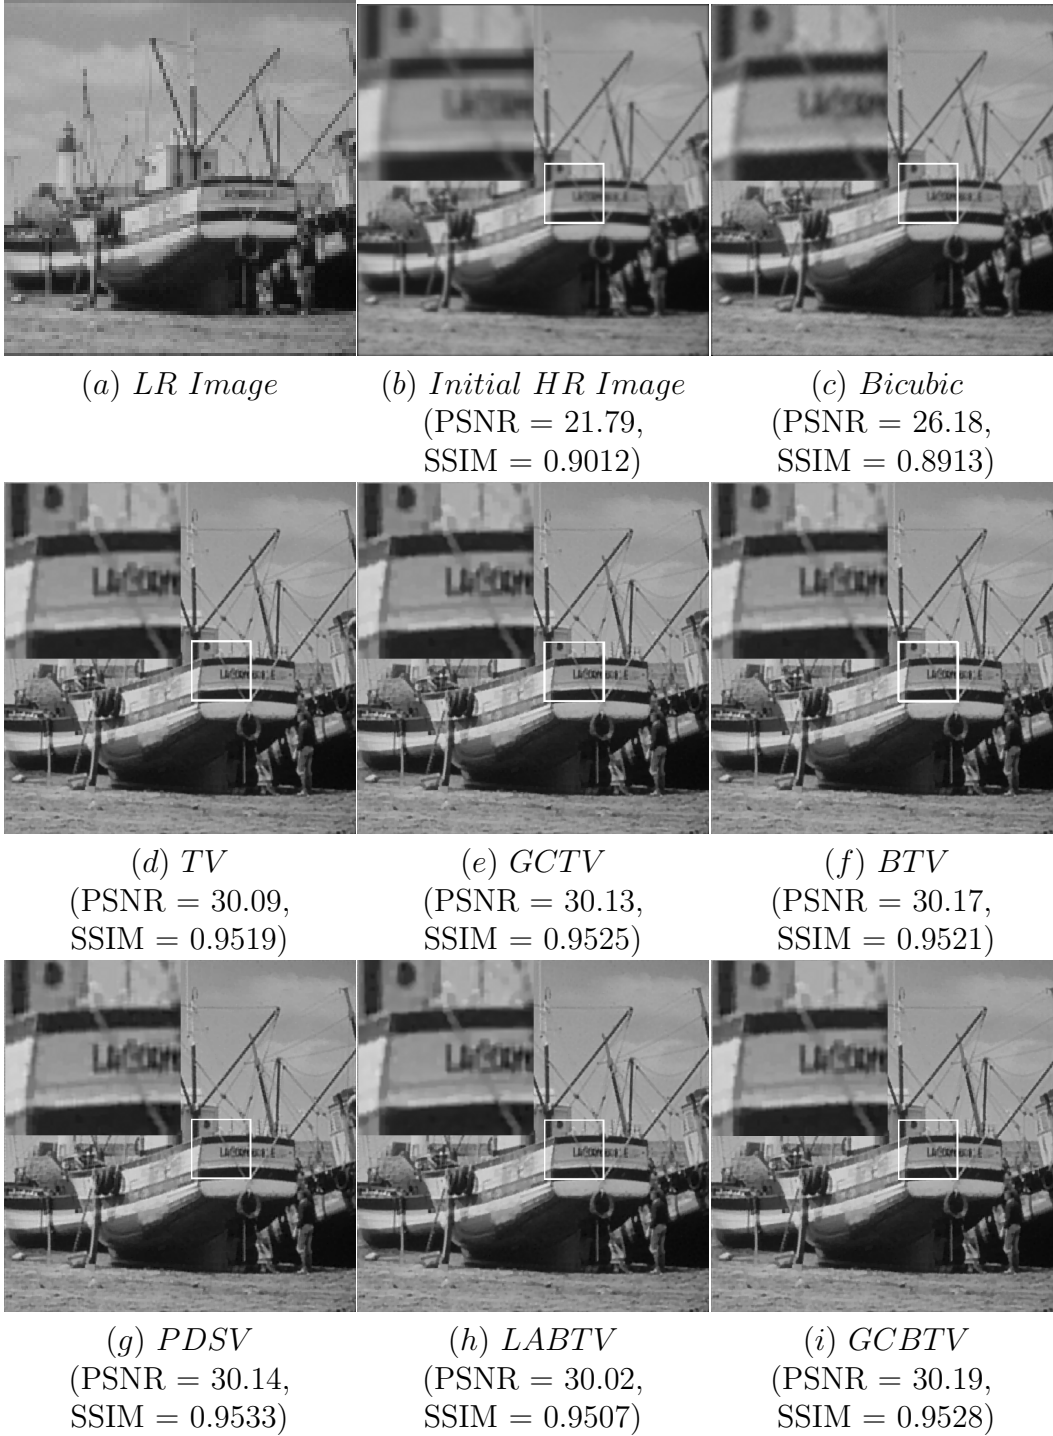 (a) LR Image
(b) Initial HR Image
(PSNR = 21.79,
SSIM = 0.9012)
(c) Bicubic
(PSNR = 26.18,
SSIM = 0.8913)
(d) TV
(PSNR = 30.09,
SSIM = 0.9519)
(e) GCTV
(PSNR = 30.13,
SSIM = 0.9525)
(f) BTV
(PSNR = 30.17,
SSIM = 0.9521)
(g) PDSV
(PSNR = 30.14,
SSIM = 0.9533)
(h) LABTV
(PSNR = 30.02,
SSIM = 0.9507)
(i) GCBTV
(PSNR = 30.19,
SSIM = 0.9528)